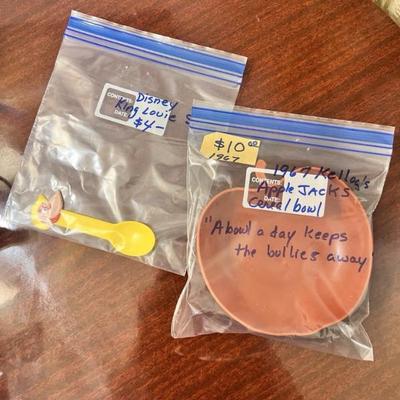 CONTENTS
DATE
Disney
King Louie S
$4-
$10.00
1967
CONTENTS
DATE
1967 Kellog's
Apple JACKS
Cereal bowl
"A bowl a day keeps
the bullies away